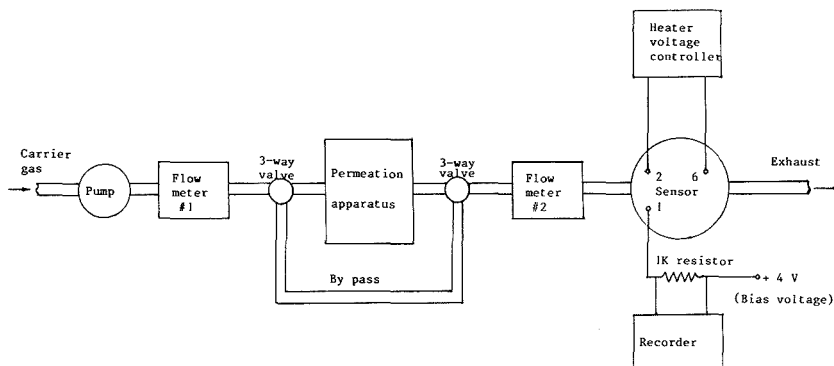 Heater
voltage
controller
Carrier
gas
Pump
Flow
meter
#1
3-way
valve
Permeation
apparatus
3-way
valve
Flow
meter
#2
2
6
Sensor
1
Exhaust
By pass
1K resistor
+ 4 V
(Bias voltage)
Recorder